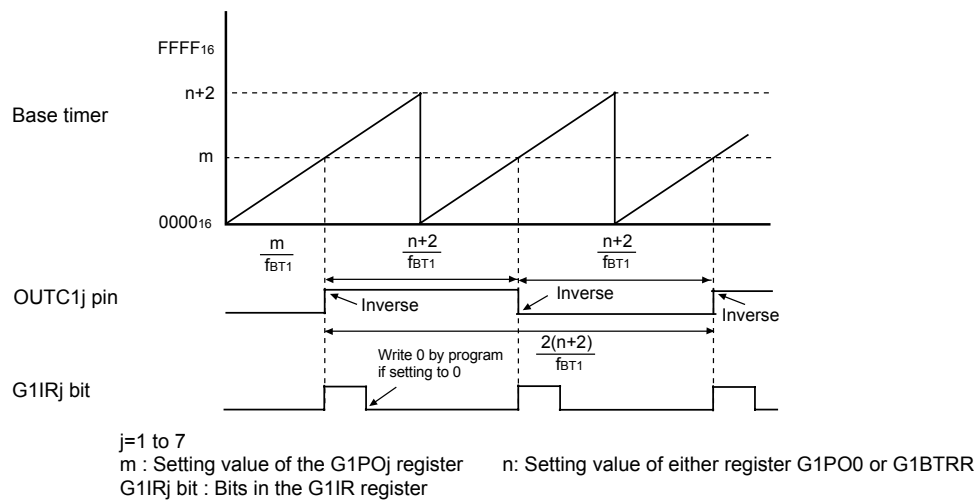 FFFF16
n+2
Base timer
m
000016
m
fBT1
n+2
fBT1
n+2
fBT1
OUTC1j pin
Inverse
Inverse
Inverse
2(n+2)
fBT1
Write 0 by program
if setting to 0
G1IRj bit
j=1 to 7
m : Setting value of the G1POj register n: Setting value of either register G1PO0 or G1BTRR
G1IRj bit : Bits in the G1IR register